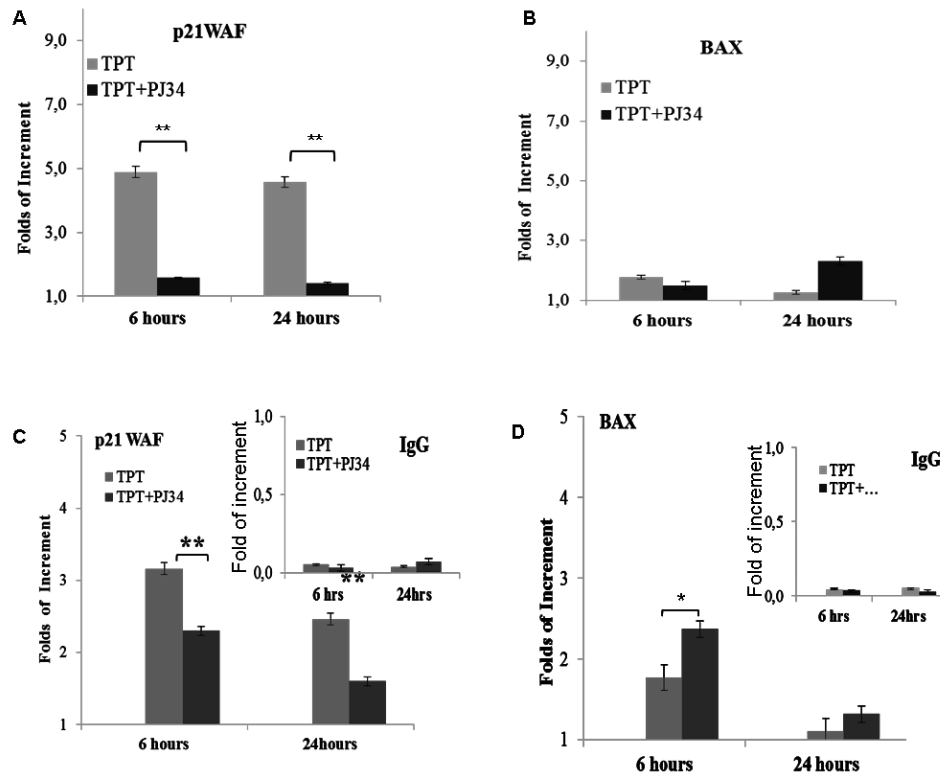 A
p21WAF
9,0
7,0
5,0
3,0
1,0
Folds of Increment
TPT
TPT+PJ34
**
**
6 hours
24 hours
B
BAX
9,0
7,0
5,0
3,0
1,0
Folds of Increment
TPT
TPT+PJ34
6 hours
24 hours
C
p21 WAF
5
4
3
2
1
Folds of Increment
TPT
TPT+PJ34
**
6 hours
24hours
1,0
0,5
0,0
Fold of increment
TPT
TPT+PJ34
IgG
**
6 hrs
24hrs
D
BAX
5
4
3
2
1
Folds of Increment
*
6 hours
24 hours
1,0
0,5
0,0
Fold of increment
TPT
TPT+...
IgG
6 hrs
24hrs